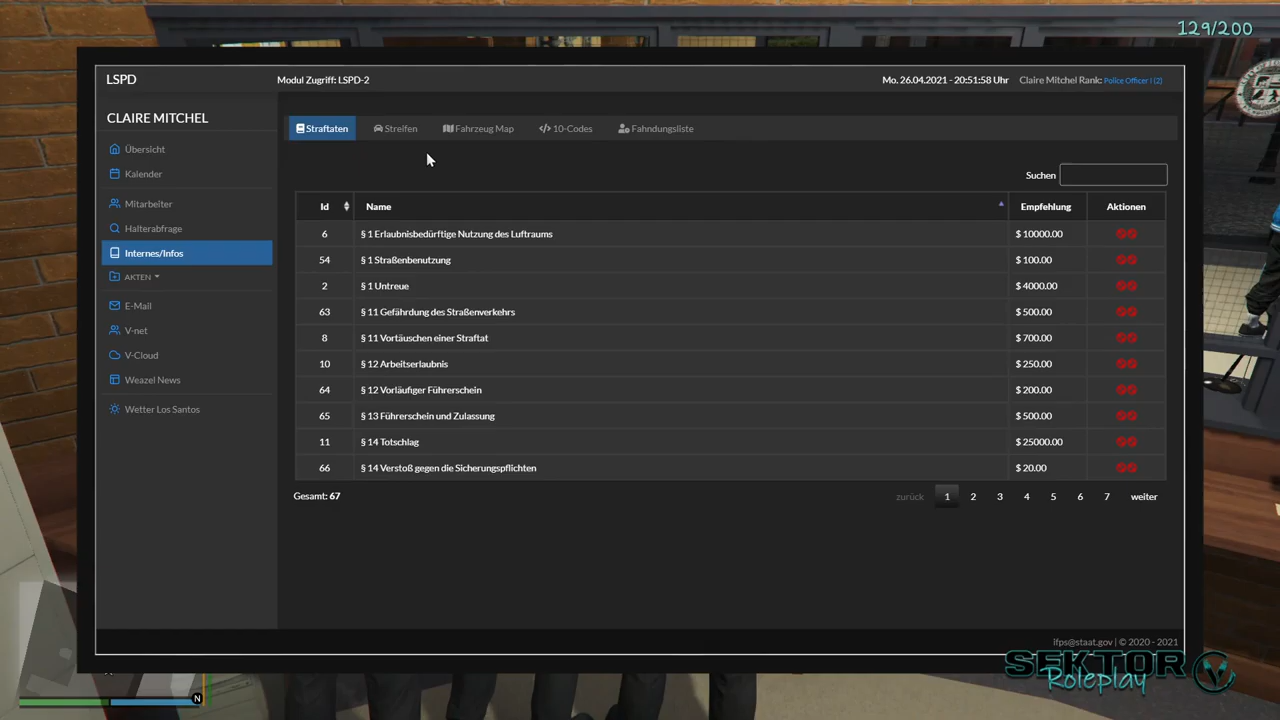 129/200
LSPD
Modul Zugriff: LSPD-2
Mo. 26.04.2021 - 20:51:58 Uhr
Claire Mitchel Rank: Police Officer I (2)
CLAIRE MITCHEL
Übersicht
Kalender
Mitarbeiter
Halterabfrage
Internes/Infos
AKTEN
E-Mail
V-net
V-Cloud
Weazel News
Wetter Los Santos
Straftaten Streifen Fahrzeug Map 10-Codes Fahndungsliste
Suchen
Id Name Empfehlung Aktionen
6 § 1 Erlaubnisbedürftige Nutzung des Luftraums $ 10000.00
54 § 1 Straßenbenutzung $ 100.00
2 § 1 Untreue $ 4000.00
63 § 11 Gefährdung des Straßenverkehrs $ 500.00
8 § 11 Vortäuschen einer Straftat $ 700.00
10 § 12 Arbeitserlaubnis $ 250.00
64 § 12 Vorläufiger Führerschein $ 200.00
65 § 13 Führerschein und Zulassung $ 500.00
11 § 14 Totschlag $ 25000.00
66 § 14 Verstoß gegen die Sicherungspflichten $ 20.00
Gesamt: 67
zurück 1 2 3 4 5 6 7 weiter
ifps@staat.gov | © 2020 - 2021
SEKTOR V
Roleplay
N